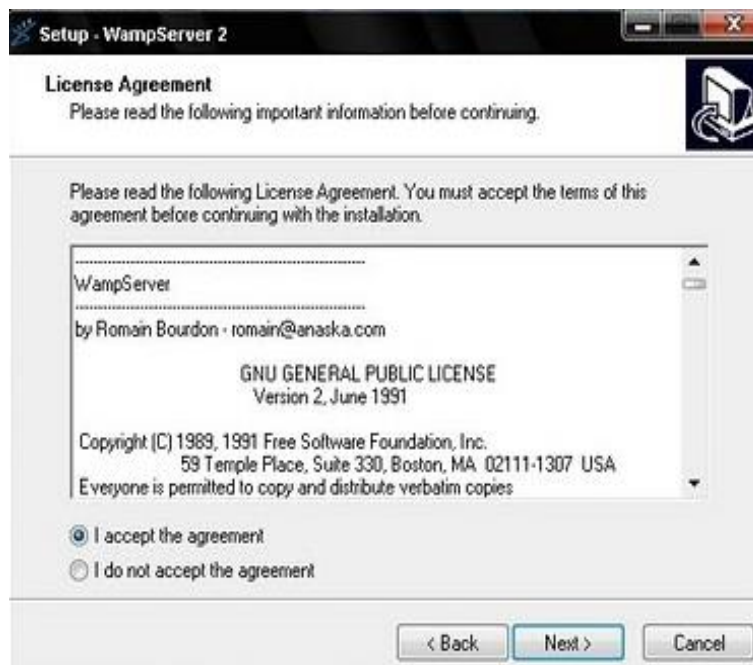 Setup - WampServer 2
License Agreement
Please read the following important information before continuing.
Please read the following License Agreement. You must accept the terms of this
agreement before continuing with the installation.
------------------------------------------------------------
WampServer
------------------------------------------------------------
by Romain Bourdon - romain@anaska.com
GNU GENERAL PUBLIC LICENSE
Version 2, June 1991
Copyright (C) 1989, 1991 Free Software Foundation, Inc.
59 Temple Place, Suite 330, Boston, MA 02111-1307 USA
Everyone is permitted to copy and distribute verbatim copies
I accept the agreement
I do not accept the agreement
< Back Next > Cancel